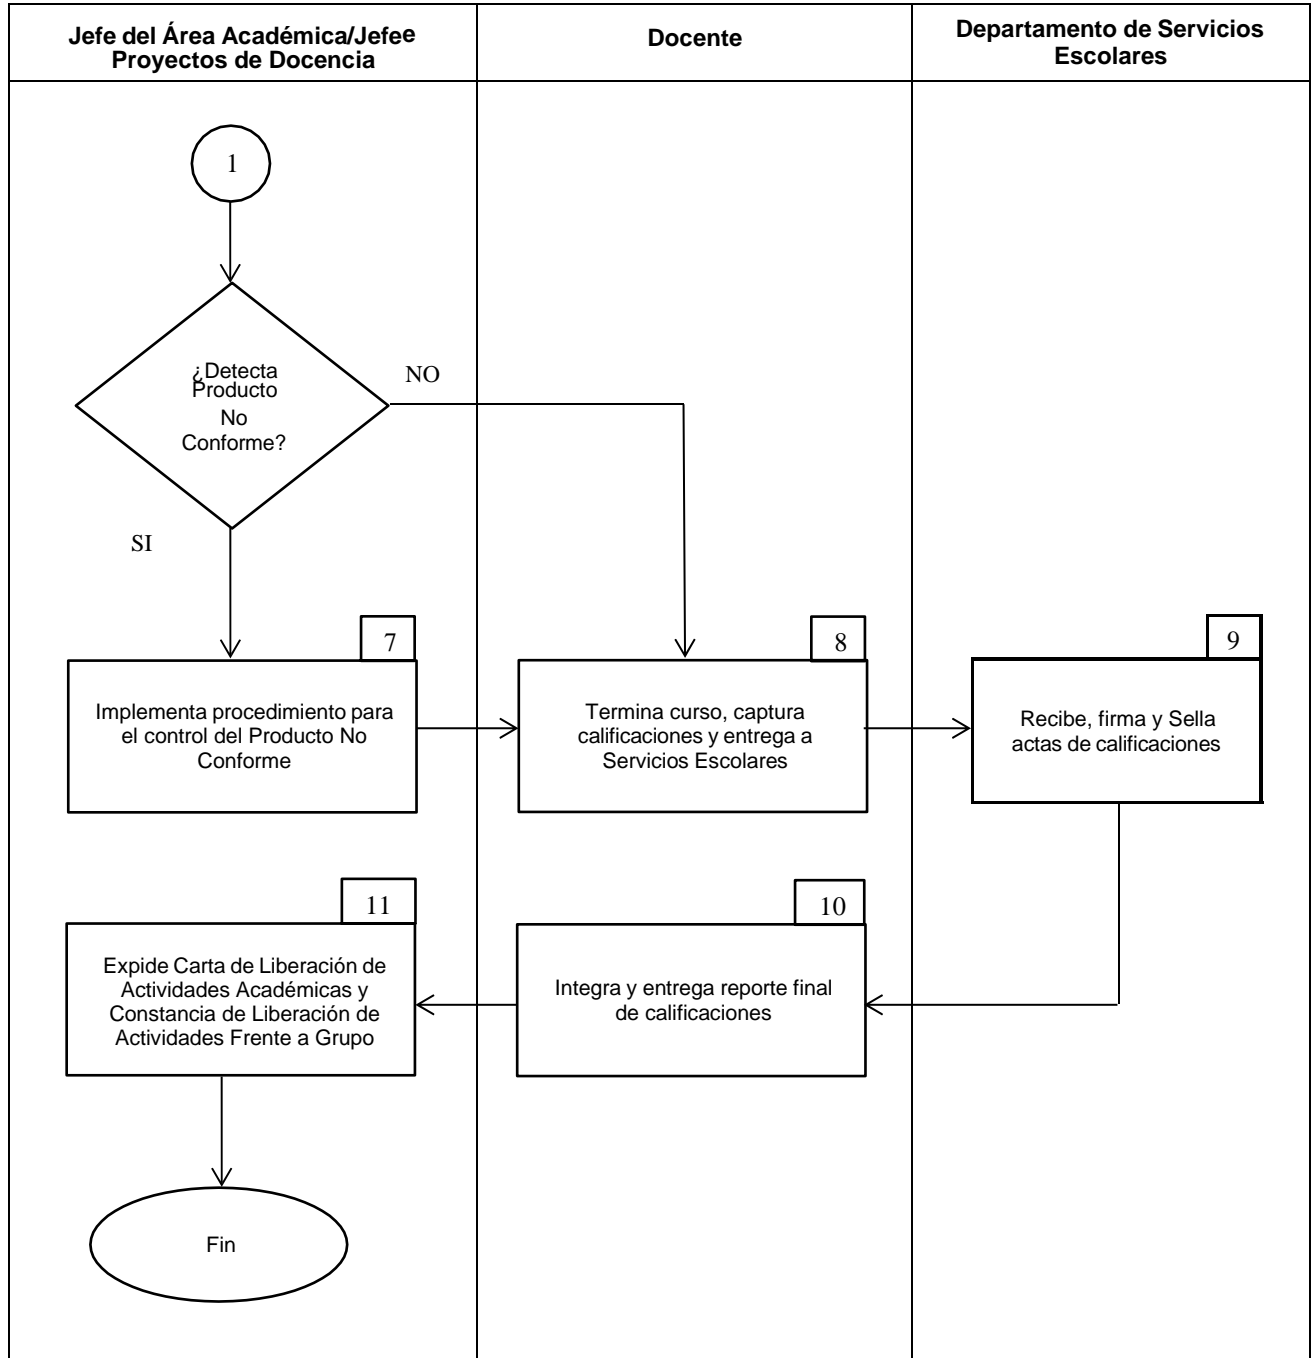 Jefe del Área Académica/Jefee
Proyectos de Docencia
Docente
Departamento de Servicios
Escolares
1
¿Detecta
Producto
No
Conforme?
NO
SI
7
Implementa procedimiento para
el control del Producto No
Conforme
8
Termina curso, captura
calificaciones y entrega a
Servicios Escolares
9
Recibe, firma y Sella
actas de calificaciones
11
Expide Carta de Liberación de
Actividades Académicas y
Constancia de Liberación de
Actividades Frente a Grupo
10
Integra y entrega reporte final
de calificaciones
Fin